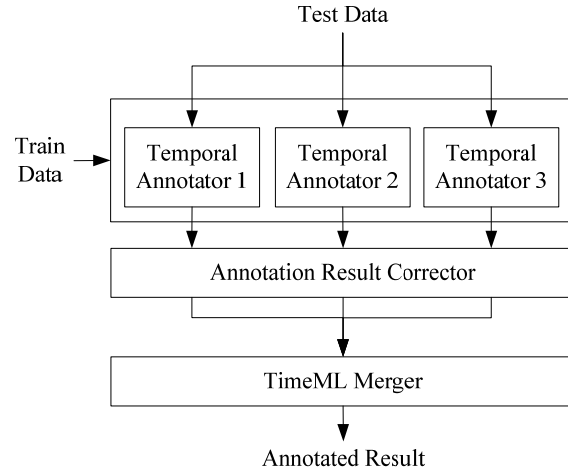 Test Data
Train
Data
Temporal
Annotator 1
Temporal
Annotator 2
Temporal
Annotator 3
Annotation Result Corrector
TimeML Merger
Annotated Result